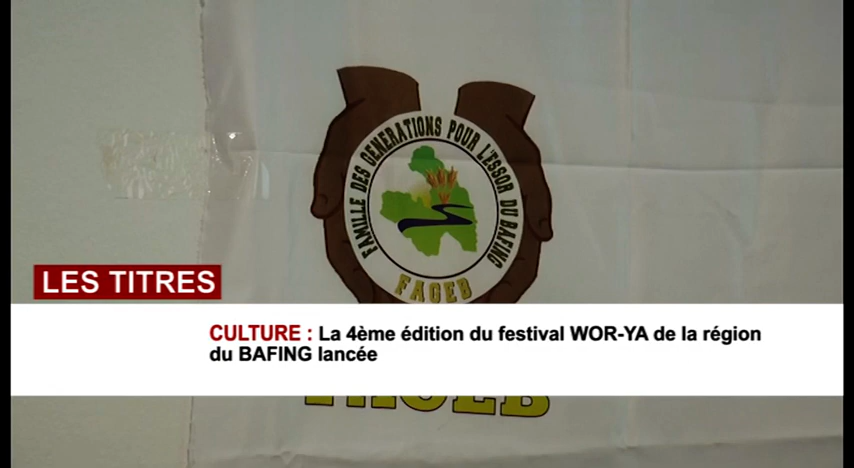 FAMILLE DES GENERATIONS POUR L'ESSOR DU BAFING
FAGEB
LES TITRES
CULTURE : La 4ème édition du festival WOR-YA de la région
du BAFING lancée
FAGEB